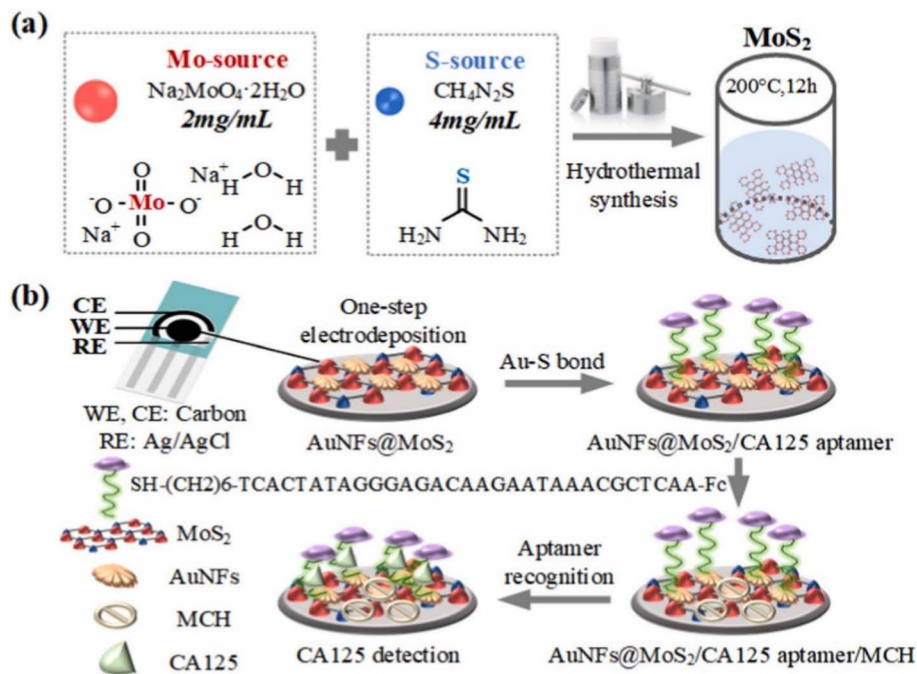 (a)
Mo-source
Na₂MoO₄·2H₂O
2mg/mL
Na⁺
H O H
O
⁻O Mo O⁻
O
Na⁺
H O H
S-source
CH₄N₂S
4mg/mL
S
H₂N NH₂
Hydrothermal
synthesis
MoS₂
200°C,12h
(b)
CE
WE
RE
WE, CE: Carbon
RE: Ag/AgCl
One-step
electrodeposition
AuNFs@MoS₂
Au-S bond
AuNFs@MoS₂/CA125 aptamer
SH-(CH2)6-TCACTATAGGGAGACAAGAATAAACGCTCAA-Fc
MoS₂
AuNFs
MCH
CA125
Aptamer
recognition
CA125 detection
AuNFs@MoS₂/CA125 aptamer/MCH